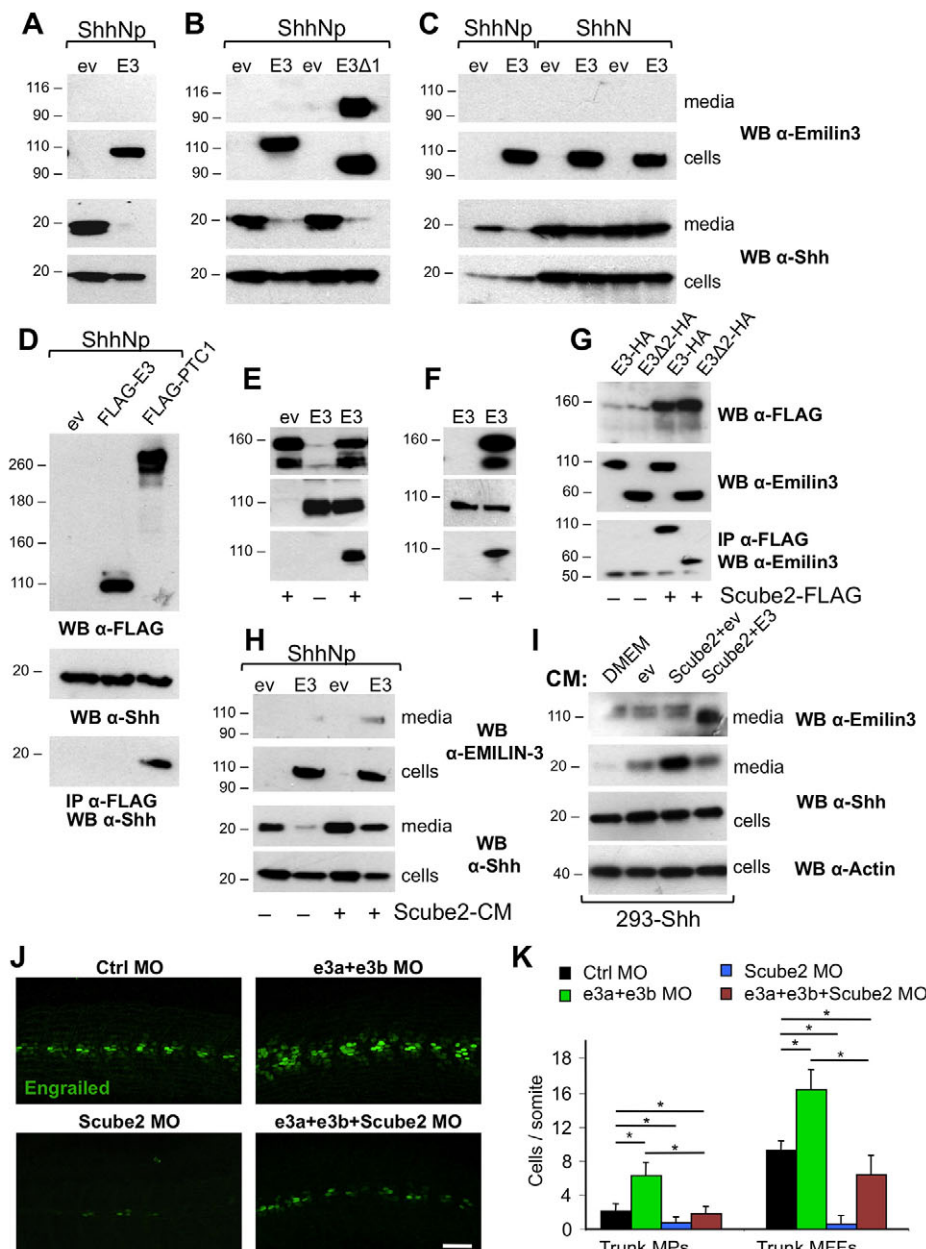 A
ShhNp
ev E3
116 –
90 –
110 –
90 –
20 –
20 –
B
ShhNp
ev E3 ev E3Δ1
116 –
90 –
110 –
90 –
20 –
20 –
C
ShhNp ShhN
ev E3 ev E3 ev E3
110 –
90 –
media
WB α-Emilin3
110 –
90 –
cells
20 –
media
WB α-Shh
20 –
cells
D
ShhNp
ev
FLAG-E3
FLAG-PTC1
260 –
180 –
160 –
110 –
WB α-FLAG
20 –
WB α-Shh
20 –
IP α-FLAG
WB α-Shh
E
ev E3 E3
160 –
110 –
110 –
+ – +
F
E3 E3
160 –
110 –
110 –
– +
G
E3-HA
E3Δ2-HA
E3-HA
E3Δ2-HA
160 –
WB α-FLAG
110 –
60 –
WB α-Emilin3
110 –
60 –
50 –
IP α-FLAG
WB α-Emilin3
– – + + Scube2-FLAG
H
ShhNp
ev E3 ev E3
110 –
90 –
media
WB
α-EMILIN-3
110 –
90 –
cells
20 –
media
WB
α-Shh
20 –
cells
– – + + Scube2-CM
I
CM:
DMEM
ev
Scube2+ev
Scube2+E3
110 –
media
WB α-Emilin3
20 –
media
WB α-Shh
20 –
cells
40 –
cells
WB α-Actin
293-Shh
J
Ctrl MO
e3a+e3b MO
Engrailed
Scube2 MO
e3a+e3b+Scube2 MO
K
Ctrl MO
Scube2 MO
e3a+e3b MO
e3a+e3b+Scube2 MO
Cells / somite
18
16
12
8
4
0
* * * *
* * * *
Trunk MPs
Trunk MFFs